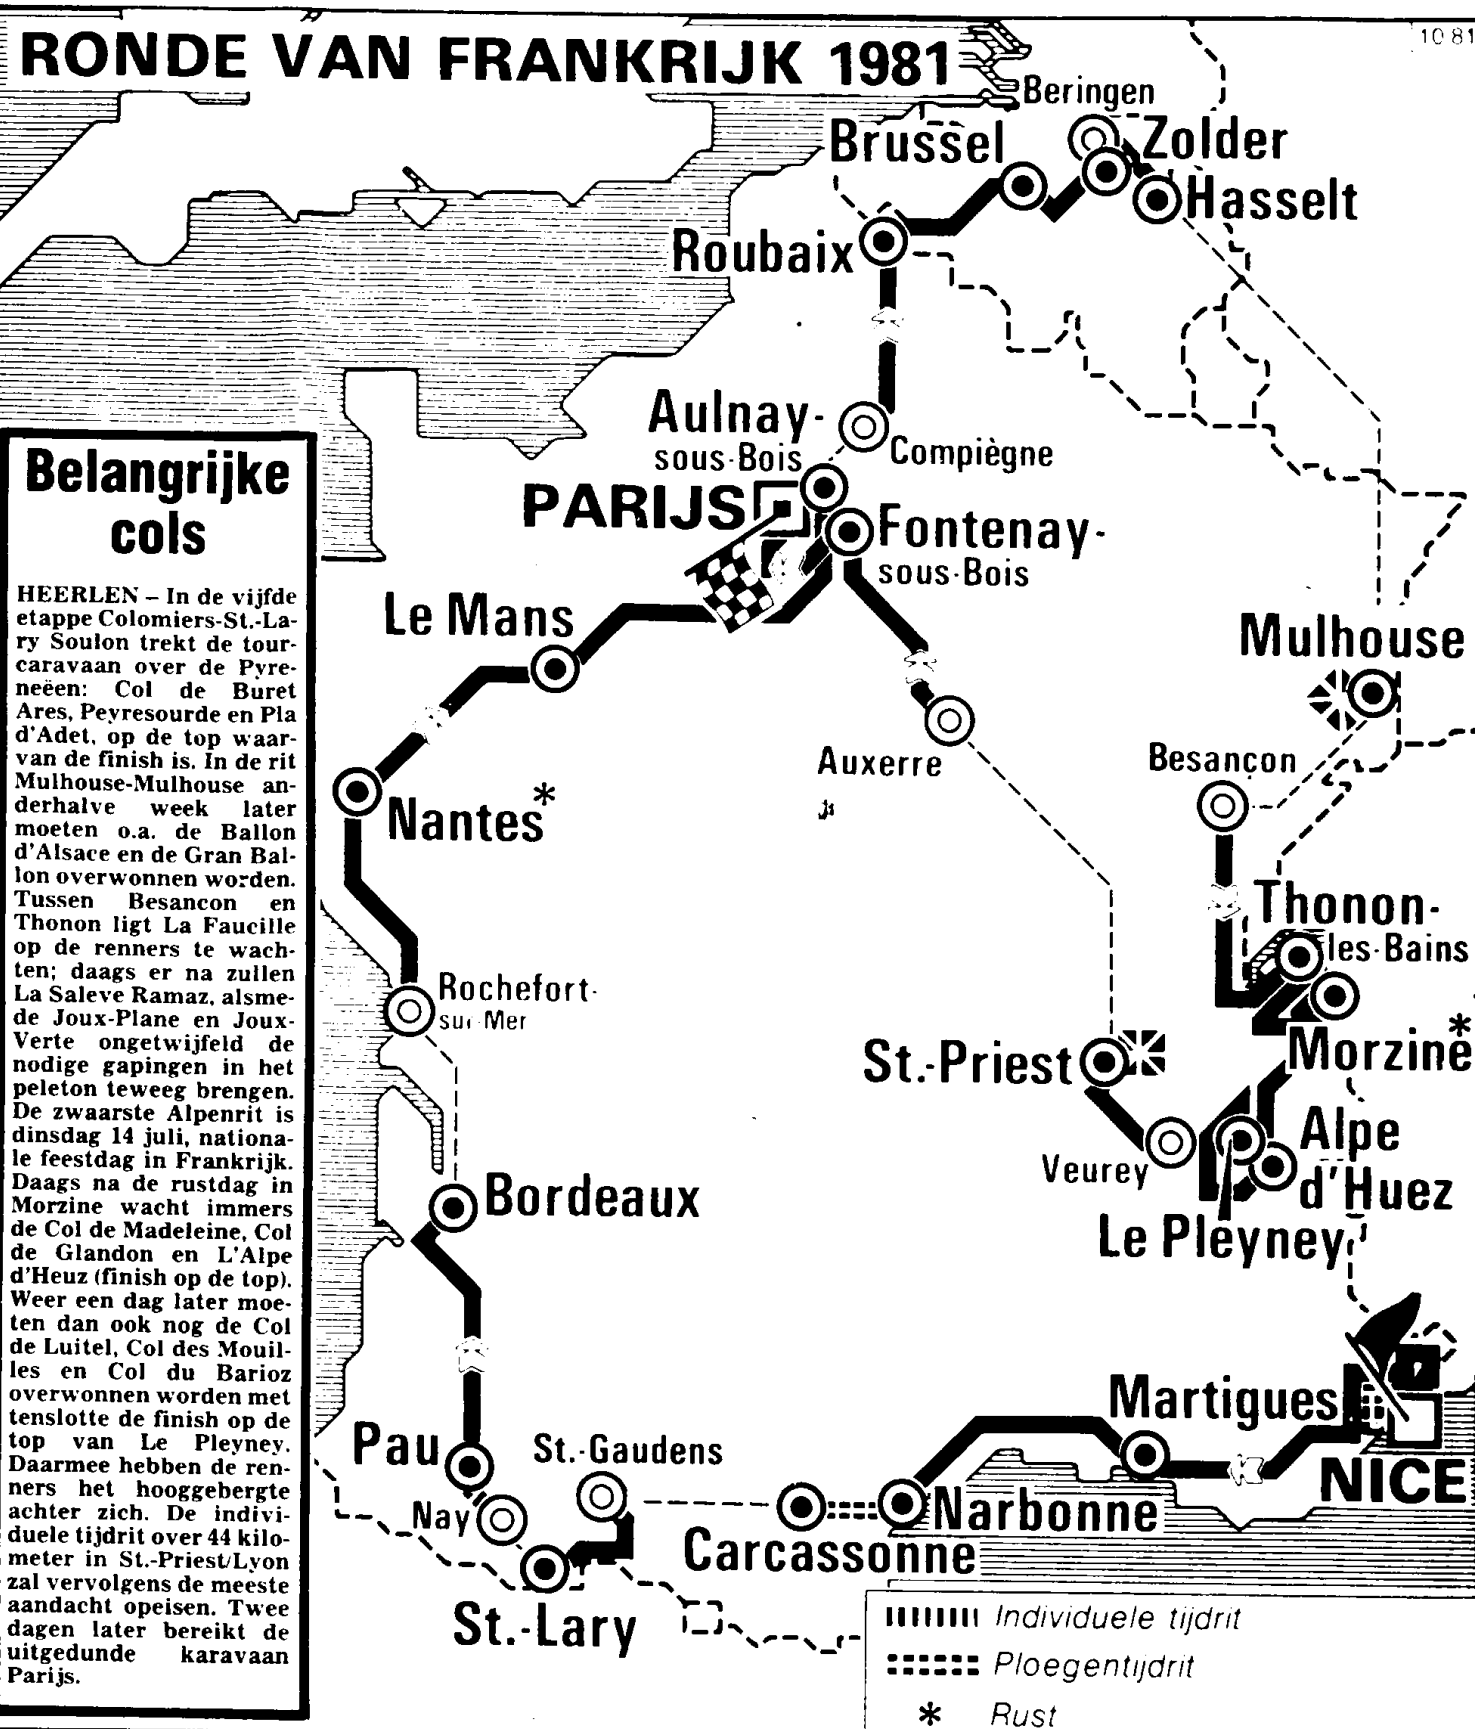 RONDE VAN FRANKRIJK 1981
10 81
Beringen
Brussel
Zolder
Hasselt
Roubaix
Aulnay-
sous-Bois
Compiègne
PARIJS
Fontenay-
sous-Bois
Le Mans
Mulhouse
Auxerre
Besançon
Nantes*
Thonon-
les-Bains
Rochefort-
sur-Mer
St.-Priest
Morzine*
Veurey
Alpe
d'Huez
Le Pleyney
Bordeaux
Martigues
NICE
Pau
St.-Gaudens
Nay
Narbonne
Carcassonne
St.-Lary
Individuele tijdrit
Ploegentijdrit
* Rust
Belangrijke
cols
HEERLEN – In de vijfde
etappe Colomiers-St.-La-
ry Soulon trekt de tour-
caravaan over de Pyre-
neëen: Col de Buret
Ares, Peyresourde en Pla
d'Adet, op de top waar-
van de finish is. In de rit
Mulhouse-Mulhouse an-
derhalve week later
moeten o.a. de Ballon
d'Alsace en de Gran Bal-
lon overwonnen worden.
Tussen Besancon en
Thonon ligt La Faucille
op de renners te wach-
ten; daags er na zullen
La Saleve Ramaz, alsme-
de Joux-Plane en Joux-
Verte ongetwijfeld de
nodige gapingen in het
peleton teweeg brengen.
De zwaarste Alpenrit is
dinsdag 14 juli, nationa-
le feestdag in Frankrijk.
Daags na de rustdag in
Morzine wacht immers
de Col de Madeleine, Col
de Glandon en L'Alpe
d'Heuz (finish op de top).
Weer een dag later moe-
ten dan ook nog de Col
de Luitel, Col des Mouil-
les en Col du Barioz
overwonnen worden met
tenslotte de finish op de
top van Le Pleyney.
Daarmee hebben de ren-
ners het hooggebergte
achter zich. De indivi-
duele tijdrit over 44 kilo-
meter in St.-Priest/Lyon
zal vervolgens de meeste
aandacht opeisen. Twee
dagen later bereikt de
uitgedunde karavaan
Parijs.